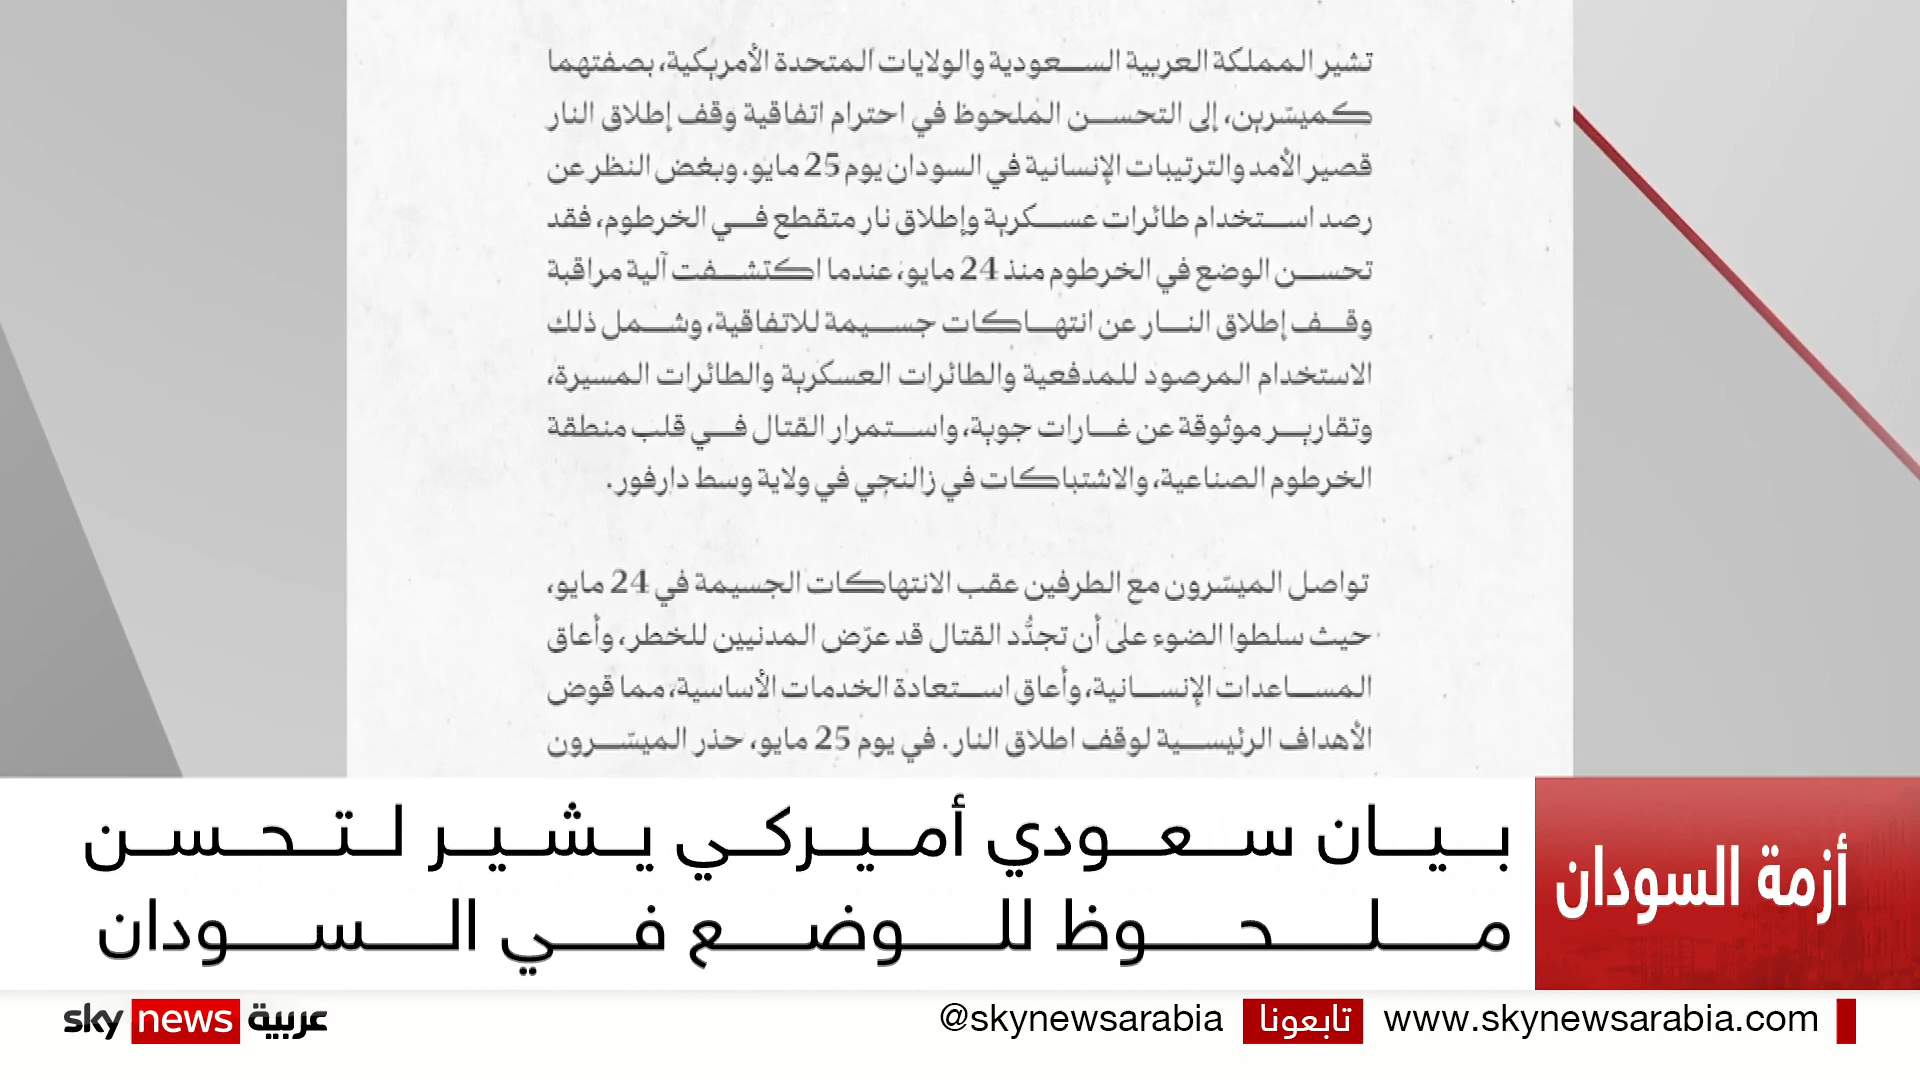 تشير المملكة العربية السعودية والولايات المتحدة الأمريكية، بصفتهما
كميسّرين، إلى التحسن الملحوظ في احترام اتفاقية وقف إطلاق النار
قصير الأمد والترتيبات الإنسانية في السودان يوم 25 مايو. وبغض النظر عن
رصد استخدام طائرات عسكرية وإطلاق نار متقطع في الخرطوم، فقد
تحسن الوضع في الخرطوم منذ 24 مايو، عندما اكتشفت آلية مراقبة
وقف إطلاق النار عن انتهاكات جسيمة للاتفاقية، وشمل ذلك
الاستخدام المرصود للمدفعية والطائرات العسكرية والطائرات المسيرة،
وتقارير موثوقة عن غارات جوية، واستمرار القتال في قلب منطقة
الخرطوم الصناعية، والاشتباكات في زالنجي في ولاية وسط دارفور.
تواصل الميسّرون مع الطرفين عقب الانتهاكات الجسيمة في 24 مايو،
حيث سلطوا الضوء على أن تجدُّد القتال قد عرّض المدنيين للخطر، وأعاق
المساعدات الإنسانية، وأعاق استعادة الخدمات الأساسية، مما قوض
الأهداف الرئيسية لوقف اطلاق النار. في يوم 25 مايو، حذر الميسّرون
أزمة السودان
بيان سعودي أميركي يشير لتحسن
ملحوظ للوضع في السودان
www.skynewsarabia.com تابعونا @skynewsarabia
sky news عربية